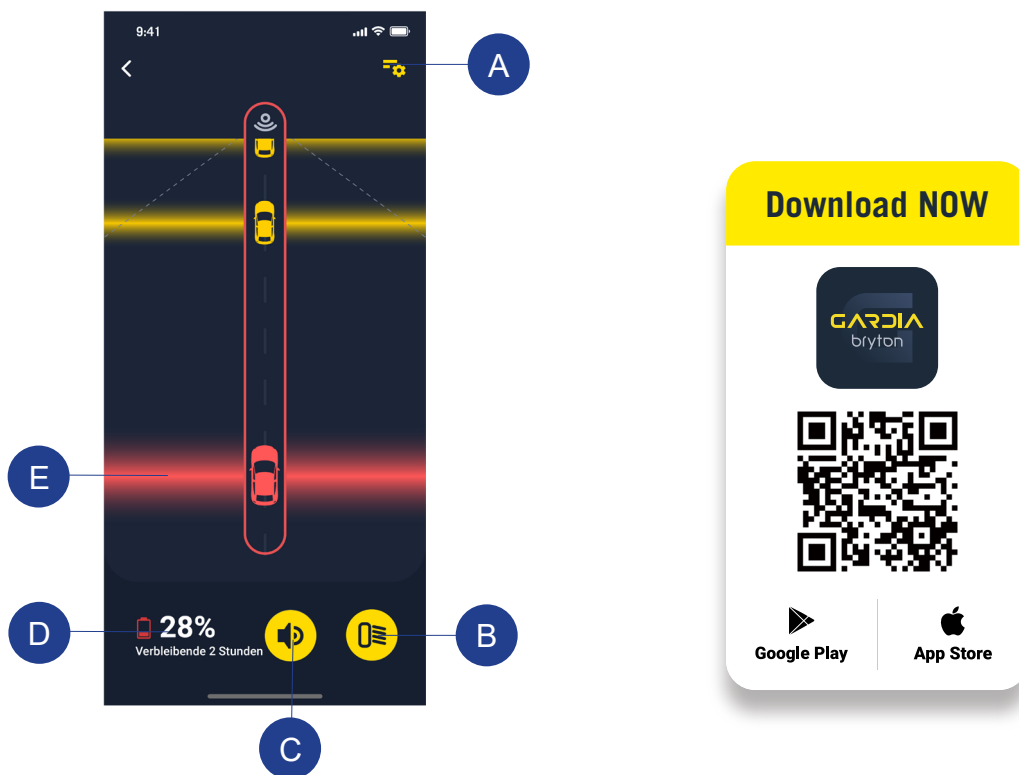 9:41
A
E
D
28%
Verbleibende 2 Stunden
B
C
Download NOW
GARDIA
bryton
Google Play
App Store